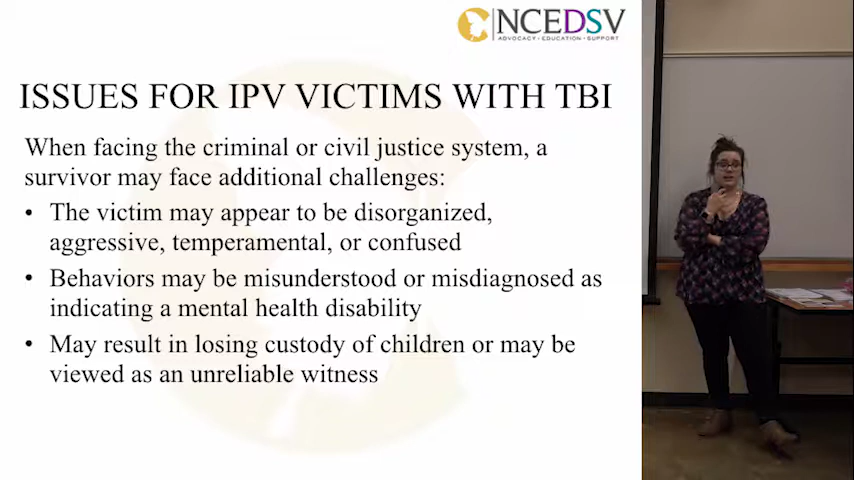 NCEDSV
ADVOCACY • EDUCATION • SUPPORT
ISSUES FOR IPV VICTIMS WITH TBI
When facing the criminal or civil justice system, a
survivor may face additional challenges:
• The victim may appear to be disorganized,
aggressive, temperamental, or confused
• Behaviors may be misunderstood or misdiagnosed as
indicating a mental health disability
• May result in losing custody of children or may be
viewed as an unreliable witness